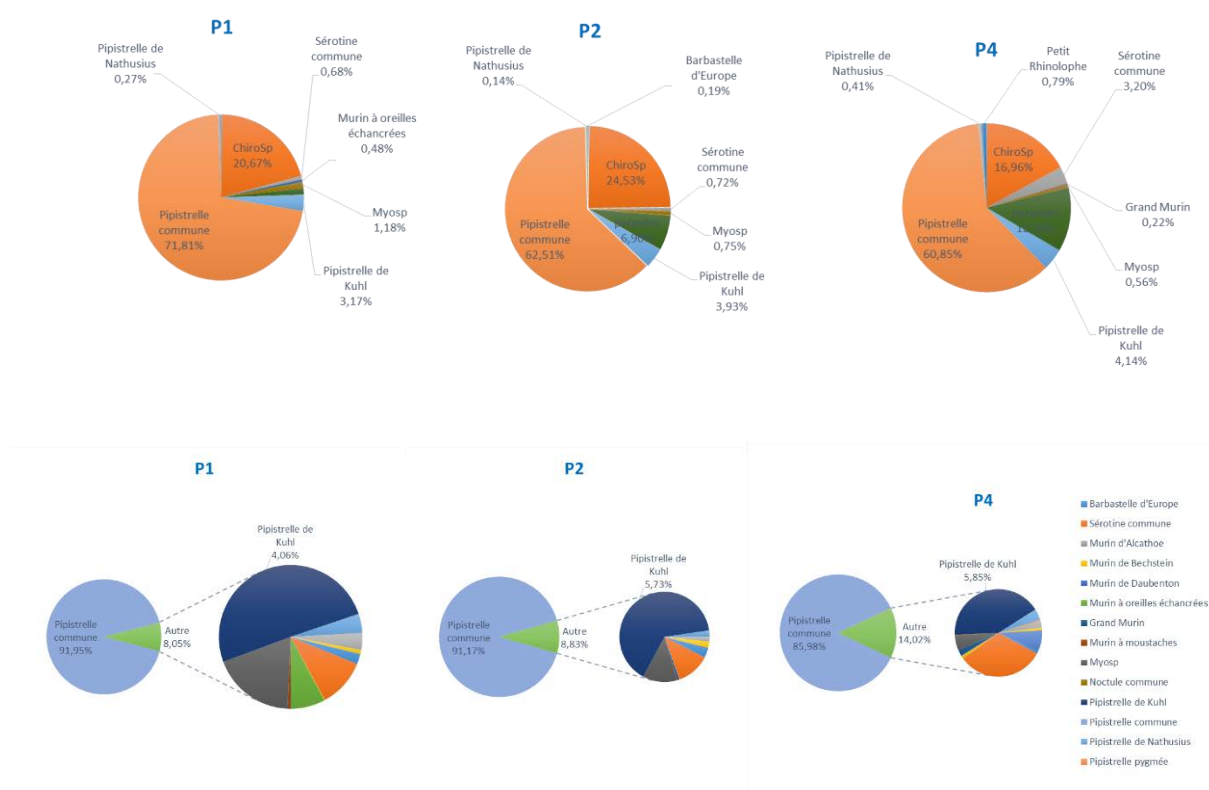 P1
Pipistrelle de
Nathusius
0,27%
Sérotine
commune
0,68%
Murin à oreilles
échancrées
0,48%
ChiroSp
20,67%
Myosp
1,18%
Pipistrelle
commune
71,81%
Pipistrelle de
Kuhl
3,17%
P2
Pipistrelle de
Nathusius
0,14%
Barbastelle
d'Europe
0,19%
Sérotine
commune
0,72%
ChiroSp
24,53%
Myosp
0,75%
Pipistrelle
commune
62,51%
Pipistrelle de
Kuhl
3,93%
P4
Pipistrelle de
Nathusius
0,41%
Petit
Rhinolophe
0,79%
Sérotine
commune
3,20%
ChiroSp
16,96%
Grand Murin
0,22%
Myosp
0,56%
Pipistrelle
commune
60,85%
Pipistrelle de
Kuhl
4,14%
P1
Pipistrelle de
Kuhl
4,06%
Pipistrelle
commune
91,95%
Autre
8,05%
P2
Pipistrelle de
Kuhl
5,73%
Pipistrelle
commune
91,17%
Autre
8,83%
P4
Pipistrelle de Kuhl
5,85%
Pipistrelle
commune
85,98%
Autre
14,02%
Barbastelle d'Europe
Sérotine commune
Murin d'Alcathoe
Murin de Bechstein
Murin de Daubenton
Murin à oreilles échancrées
Grand Murin
Murin à moustaches
Myosp
Noctule commune
Pipistrelle de Kuhl
Pipistrelle commune
Pipistrelle de Nathusius
Pipistrelle pygmée